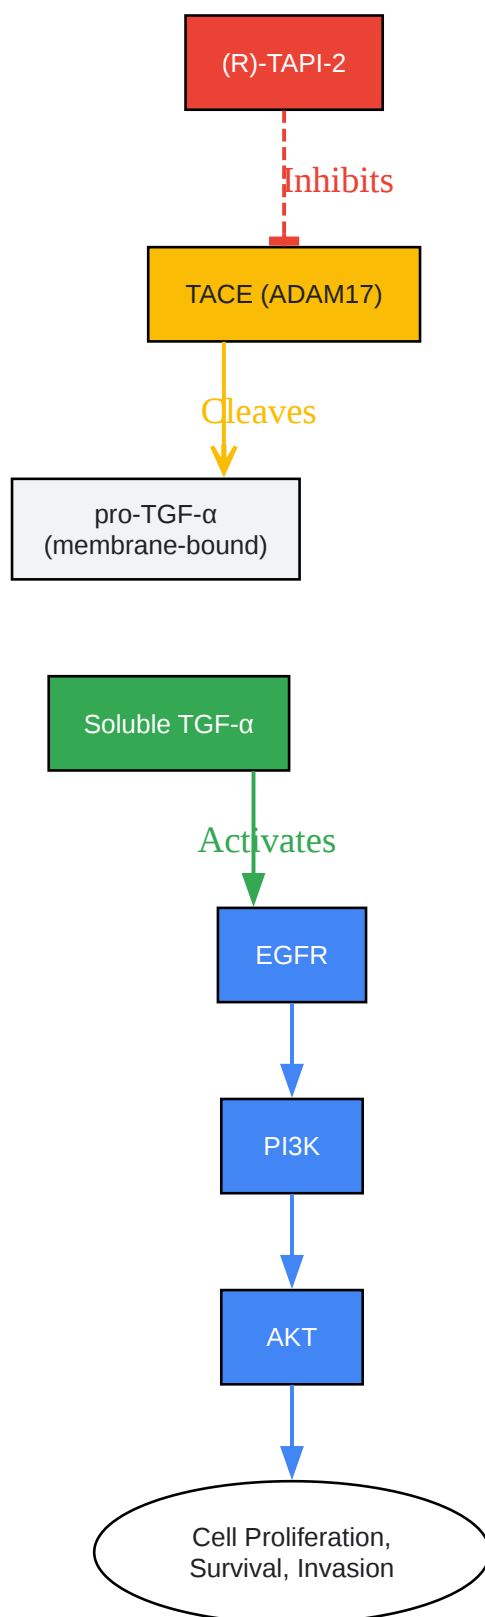 (R)-TAPI-2
Inhibits
TACE (ADAM17)
Cleaves
pro-TGF-α
(membrane-bound)
Soluble TGF-α
Activates
EGFR
PI3K
AKT
Cell Proliferation,
Survival, Invasion